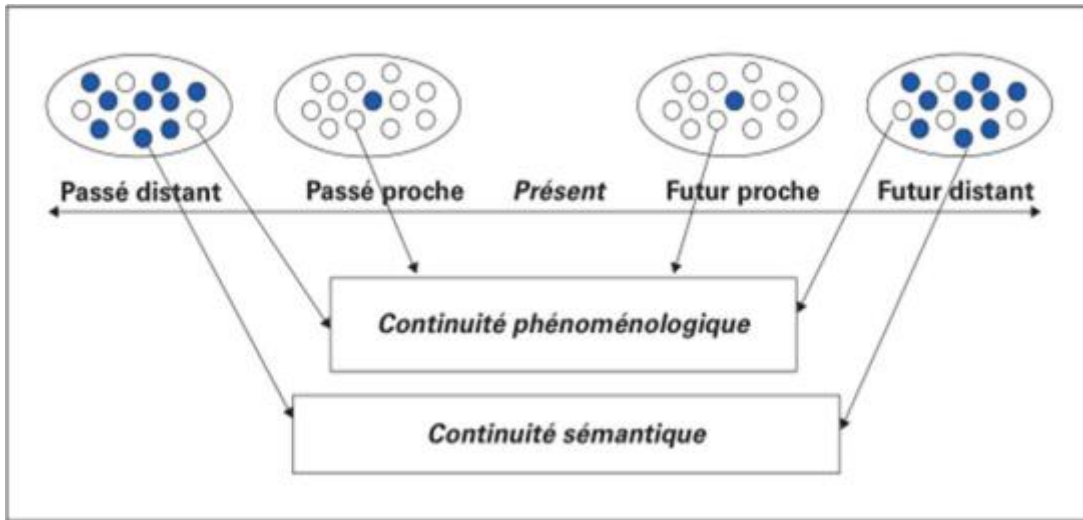 Passé distant Passé proche Présent Futur proche Futur distant
Continuité phénoménologique
Continuité sémantique